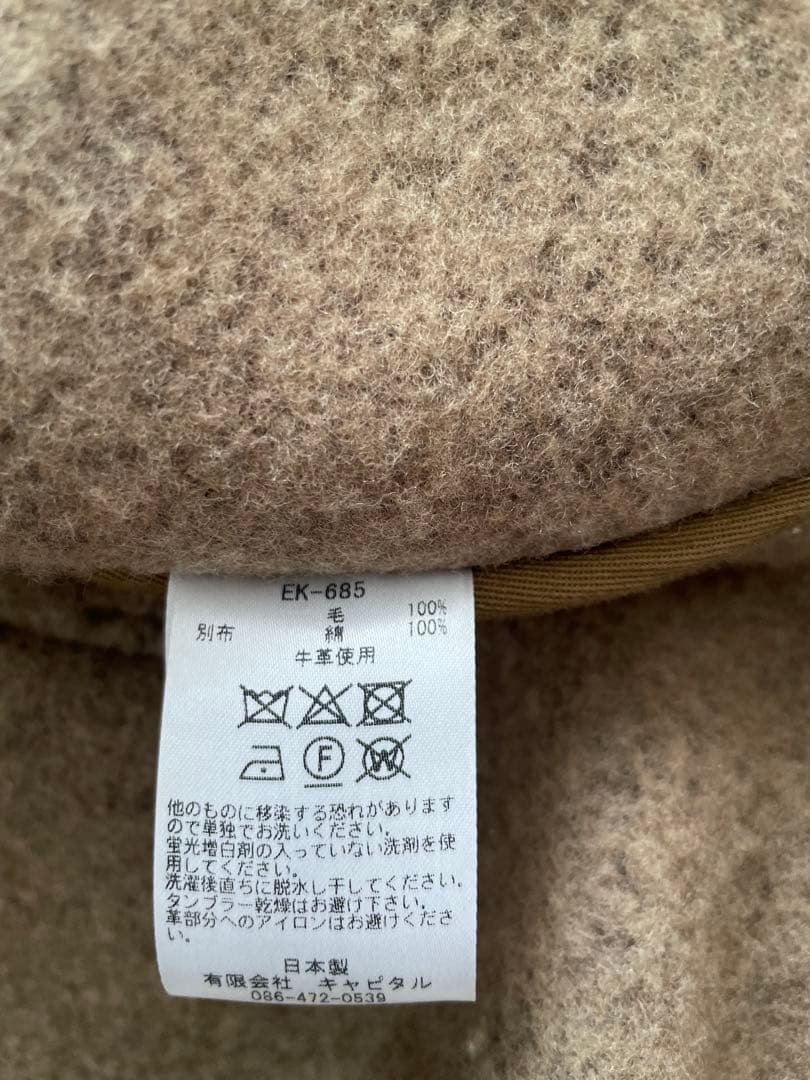 EK-685
毛 100%
別布 綿 100%
牛革使用
F W
他のものに移染する恐れがあります
ので単独でお洗いください。
蛍光増白剤の入っていない洗剤を使
用してください。
洗濯後直ちに脱水し干してください。
タンブラー乾燥はお避け下さい。
革部分へのアイロンはお避けくださ
い。
日本製
有限会社 キャピタル
086-472-0539